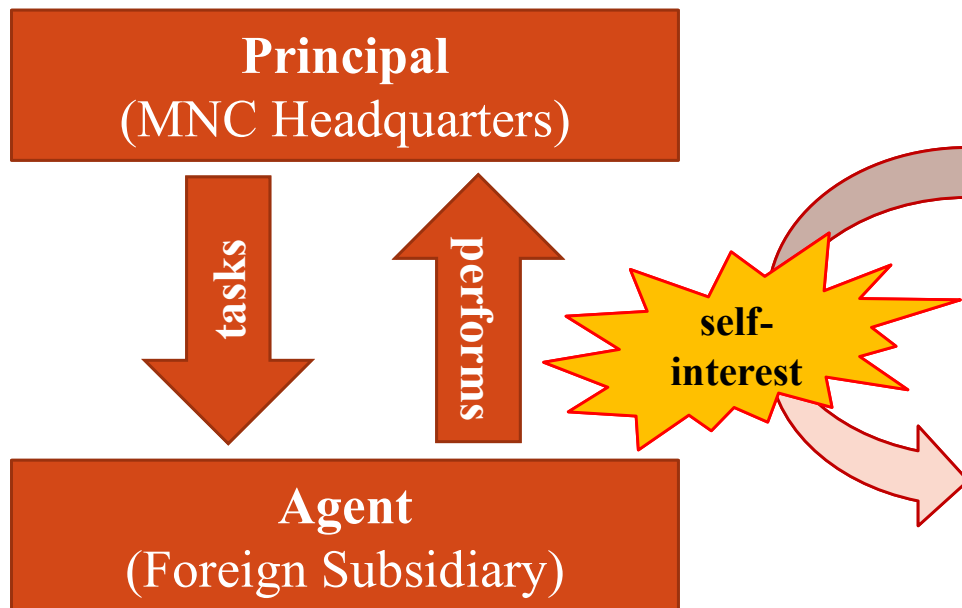 Principal
(MNC Headquarters)
tasks
performs
self-
interest
Agent
(Foreign Subsidiary)